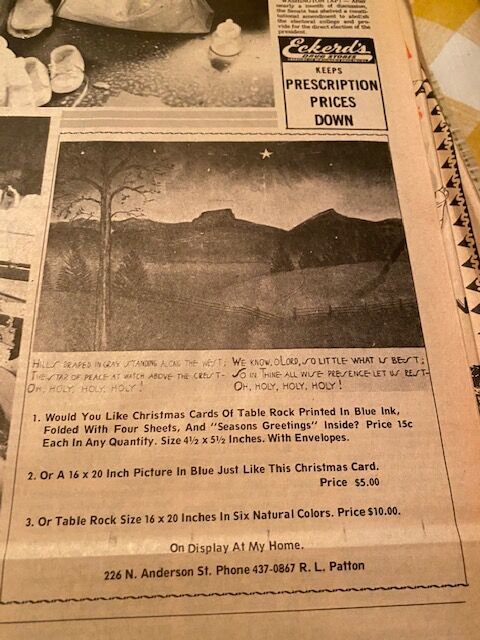 WASHINGTON (AP) — After
nearly a month of discussion,
the Senate has shelved a consti-
tutional amendment to abolish
the electoral college and pro-
vide for the direct election of the
president.
Eckerd's
DRUG STORES
KEEPS
PRESCRIPTION
PRICES
DOWN
HILLS DRAPED IN GRAY STANDING ALONG THE WEST;
THE STAR OF PEACE AT WATCH ABOVE THE CREST—
OH, HOLY, HOLY, HOLY!
WE KNOW, O LORD, SO LITTLE WHAT IS BEST;
SO IN THINE ALL WISE PRESENCE LET US REST—
OH, HOLY, HOLY, HOLY!
1. Would You Like Christmas Cards Of Table Rock Printed In Blue Ink,
Folded With Four Sheets, And "Seasons Greetings" Inside? Price 15c
Each In Any Quantity. Size 4½ x 5½ Inches. With Envelopes.
2. Or A 16 x 20 Inch Picture In Blue Just Like This Christmas Card.
Price $5.00
3. Or Table Rock Size 16 x 20 Inches In Six Natural Colors. Price $10.00.
On Display At My Home.
226 N. Anderson St. Phone 437-0867 R. L. Patton